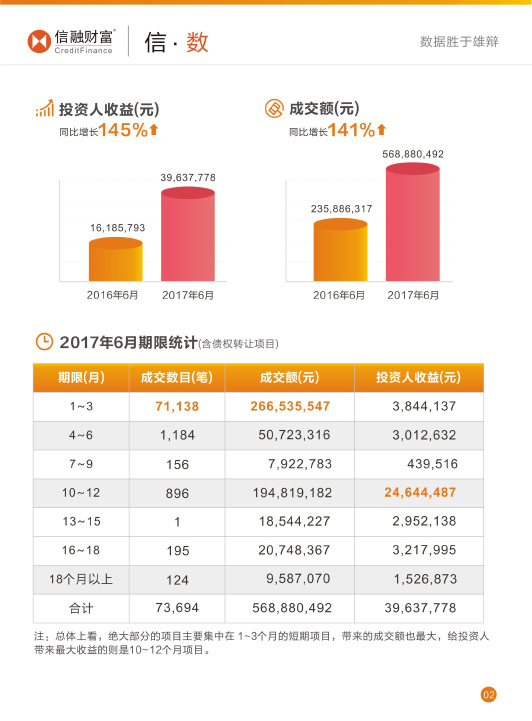 信融财富®
CreditFinance
信·数
数据胜于雄辩
投资人收益(元)
同比增长145%
39,637,778
16,185,793
2016年6月 2017年6月
成交额(元)
同比增长141%
568,880,492
235,886,317
2016年6月 2017年6月
2017年6月期限统计(含债权转让项目)
期限(月) 成交数目(笔) 成交额(元) 投资人收益(元)
1~3 71,138 266,535,547 3,844,137
4~6 1,184 50,723,316 3,012,632
7~9 156 7,922,783 439,516
10~12 896 194,819,182 24,644,487
13~15 1 18,544,227 2,952,138
16~18 195 20,748,367 3,217,995
18个月以上 124 9,587,070 1,526,873
合计 73,694 568,880,492 39,637,778
注：总体上看，绝大部分的项目主要集中在 1~3个月的短期项目，带来的成交额也最大，给投资人
带来最大收益的则是10~12个月项目。
02